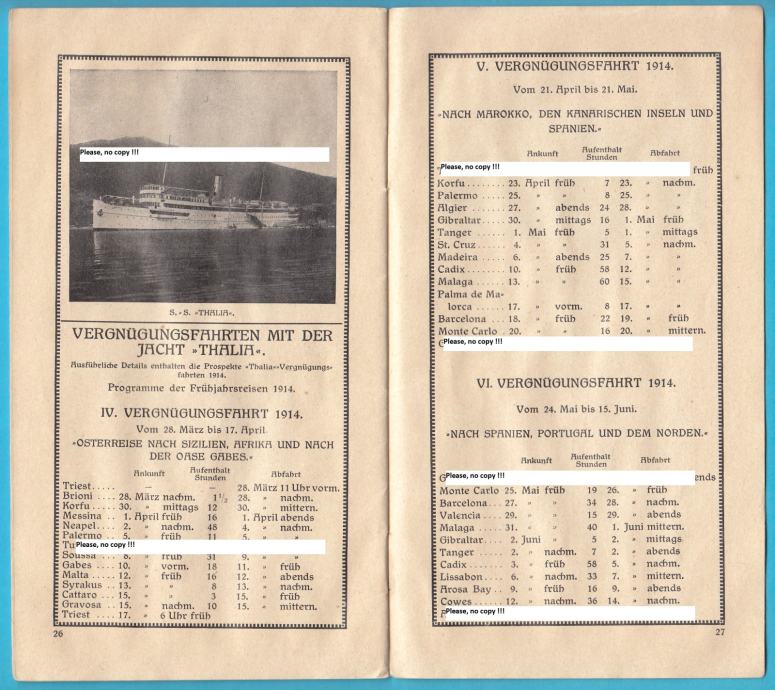 Please, no copy !!!
S. S. »THALIA«.
VERGNÜGUNGSFAHRTEN MIT DER
JACHT »THALIA«.
Ausführliche Details enthalten die Prospekte »Thalia«-Vergnügungs-
fahrten 1914.
Programme der Frühjahrsreisen 1914.
IV. VERGNÜGUNGSFAHRT 1914.
Vom 28. März bis 17. April.
»OSTERREISE NACH SIZILIEN, AFRIKA UND NACH
DER OASE GABES.«
Ankunft Aufenthalt Stunden Abfahrt
Triest..... — — 28. März 11 Uhr vorm.
Brioni .... 28. März nachm. 1 1/2 28. » nachm.
Korfu ..... 30. » mittags 12 30. » mittern.
Messina .. 1. April früh 16 1. April abends
Neapel.... 2. » nachm. 48 4. » nachm.
Palermo .. 5. » früh 11 5. » »
Please, no copy !!!
Soussa ... 8. » früh 31 9. » »
Gabes .... 10. » vorm. 18 11. » früh
Malta ..... 12. » früh 16 12. » abends
Syrakus .. 13. » » 8 13. » nachm.
Cattaro ... 15. » » 3 15. » früh
Gravosa .. 15. » nachm. 10 15. » mittern.
Triest .... 17. » 6 Uhr früh
26
V. VERGNÜGUNGSFAHRT 1914.
Vom 21. April bis 21. Mai.
»NACH MAROKKO, DEN KANARISCHEN INSELN UND
SPANIEN.«
Ankunft Aufenthalt Stunden Abfahrt
Please, no copy !!! früh
Korfu ........ 23. April früh 7 23. » nachm.
Palermo ..... 25. » » 8 25. » »
Algier ....... 27. » abends 24 28. » »
Gibraltar .... 30. » mittags 16 1. Mai früh
Tanger ...... 1. Mai früh 5 1. » mittags
St. Cruz ..... 4. » » 31 5. » nachm.
Madeira ..... 6. » abends 25 7. » »
Cadix ........ 10. » früh 58 12. » »
Malaga ...... 13. » » 60 15. » »
Palma de Ma-
lorca ...... 17. » vorm. 8 17. » »
Barcelona ... 18. » früh 22 19. » früh
Monte Carlo . 20. » » 16 20. » mittern.
Please, no copy !!!
VI. VERGNÜGUNGSFAHRT 1914.
Vom 24. Mai bis 15. Juni.
»NACH SPANIEN, PORTUGAL UND DEM NORDEN.«
Ankunft Aufenthalt Stunden Abfahrt
Please, no copy !!!
Monte Carlo 25. Mai früh 19 26. » früh
Barcelona... 27. » » 34 28. » nachm.
Valencia .... 29. » » 15 29. » abends
Malaga ..... 31. » » 40 1. Juni mittern.
Gibraltar.... 2. Juni » 5 2. » mittags
Tanger ..... 2. » nachm. 7 2. » abends
Cadix ....... 3. » früh 58 5. » nachm.
Lissabon .... 6. » nachm. 33 7. » mittern.
Arosa Bay .. 9. » früh 16 9. » abends
Cowes ...... 12. » nachm. 36 14. » nachm.
Please, no copy !!!
27